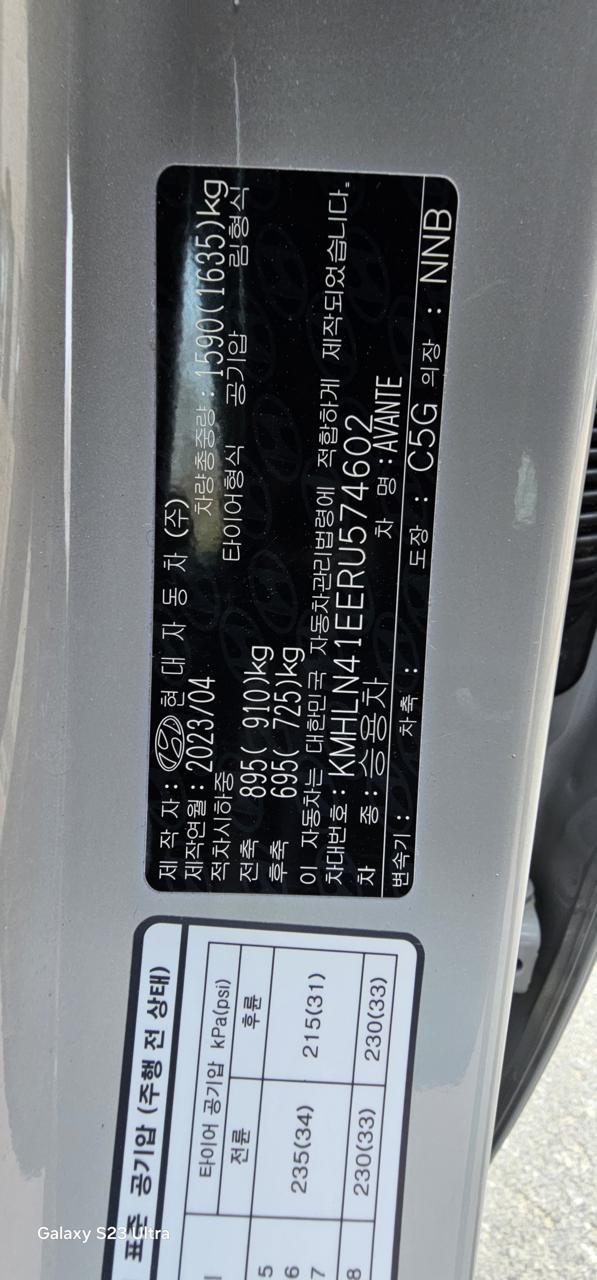 제 작 자 : 현 대 자 동 차 (주)
제작연월 : 2023/04 차량총중량 : 1590(1635)kg
적차시하중 타이어형식 공기압 림형식
전축 895( 910)kg
후축 695( 725)kg
이 자동차는 대한민국 자동차관리법령에 적합하게 제작되었습니다.
차대번호 : KMHLN41EERU574602
차 종 : 승용차 차 명 : AVANTE
변속기 : 차축 : 도장 : C5G 의장 : NNB
표준 공기압 (주행 전 상태)
타이어 공기압 kPa(psi)
전륜 후륜
235(34) 215(31)
230(33) 230(33)
Galaxy S23 Ultra